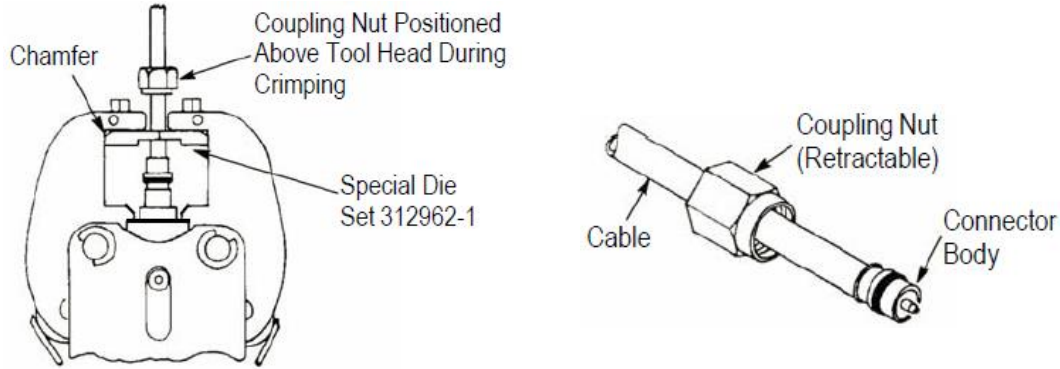 Coupling Nut Positioned
Above Tool Head During
Crimping
Chamfer
Special Die
Set 312962-1
Coupling Nut
(Retractable)
Cable
Connector
Body